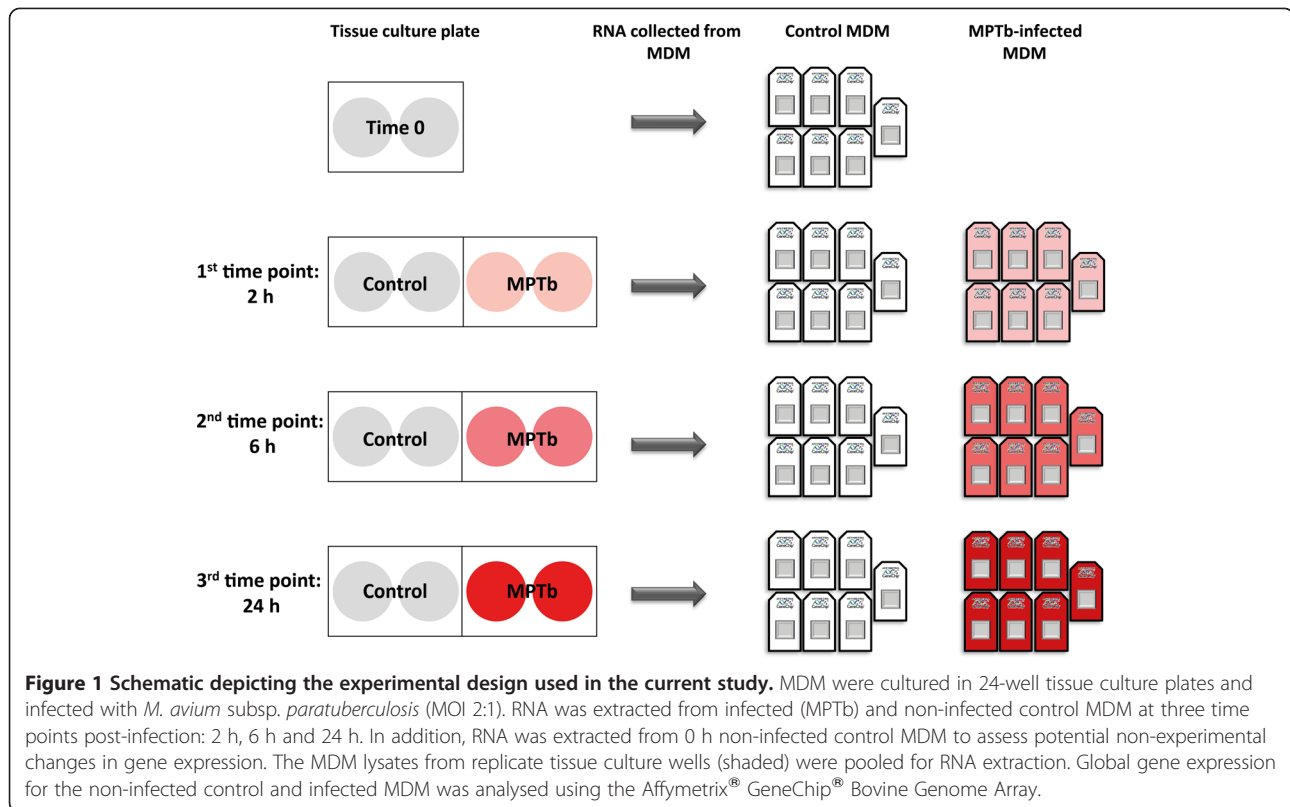 Tissue culture plate
RNA collected from
MDM
Control MDM
MPTb-infected
MDM
Time 0
1st time point:
2 h
Control
MPTb
2nd time point:
6 h
Control
MPTb
3rd time point:
24 h
Control
MPTb
Figure 1 Schematic depicting the experimental design used in the current study. MDM were cultured in 24-well tissue culture plates and
infected with M. avium subsp. paratuberculosis (MOI 2:1). RNA was extracted from infected (MPTb) and non-infected control MDM at three time
points post-infection: 2 h, 6 h and 24 h. In addition, RNA was extracted from 0 h non-infected control MDM to assess potential non-experimental
changes in gene expression. The MDM lysates from replicate tissue culture wells (shaded) were pooled for RNA extraction. Global gene expression
for the non-infected control and infected MDM was analysed using the Affymetrix® GeneChip® Bovine Genome Array.